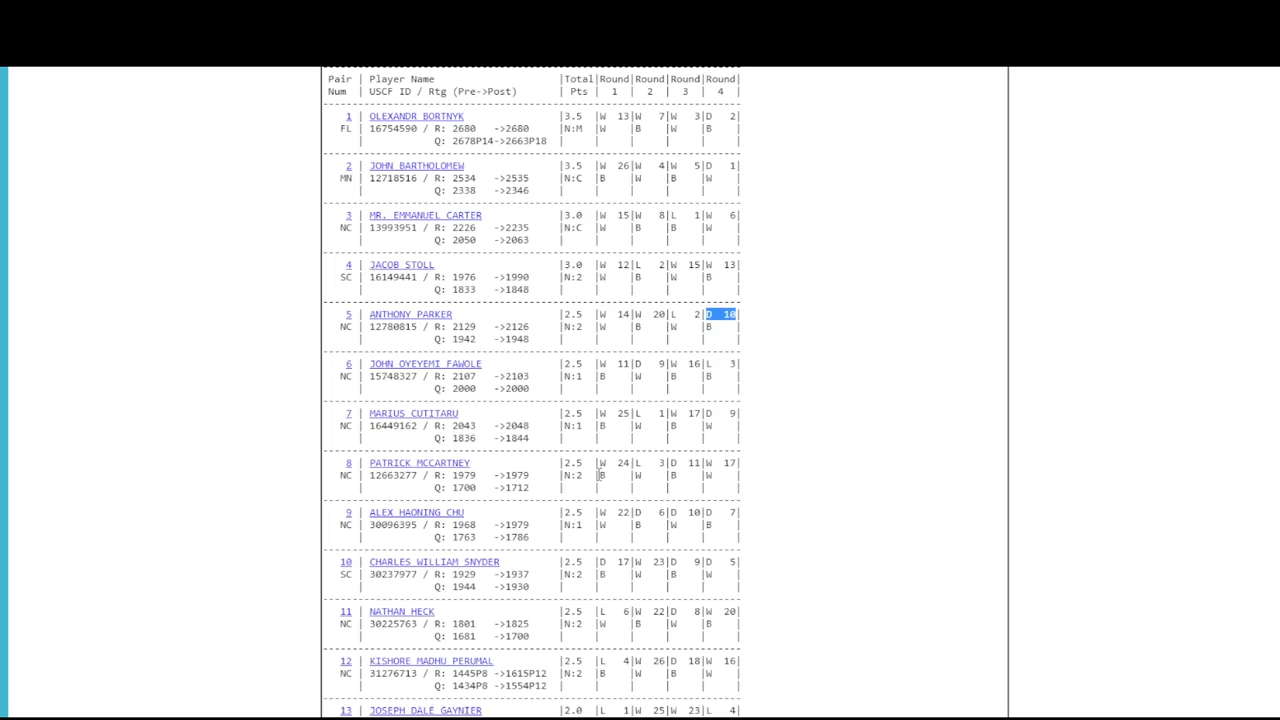 Pair | Player Name |Total|Round|Round|Round|Round|
Num | USCF ID / Rtg (Pre->Post) | Pts | 1 | 2 | 3 | 4 |
1 | OLEXANDR BORTNYK |3.5 |W 13|W 7|W 3|D 2|
FL | 16754590 / R: 2680 ->2680 |N:M |W |B |W |B |
| Q: 2678P14->2663P18 | | | | | |
2 | JOHN BARTHOLOMEW |3.5 |W 26|W 4|W 5|D 1|
MN | 12718516 / R: 2534 ->2535 |N:C |B |W |B |W |
| Q: 2338 ->2346 | | | | | |
3 | MR. EMMANUEL CARTER |3.0 |W 15|W 8|L 1|W 6|
NC | 13993951 / R: 2226 ->2235 |N:C |W |B |B |W |
| Q: 2050 ->2063 | | | | | |
4 | JACOB STOLL |3.0 |W 12|L 2|W 15|W 13|
SC | 16149441 / R: 1976 ->1990 |N:2 |W |B |W |B |
| Q: 1833 ->1848 | | | | | |
5 | ANTHONY PARKER |2.5 |W 14|W 20|L 2|D 10|
NC | 12780815 / R: 2129 ->2126 |N:2 |W |B |W |B |
| Q: 1942 ->1948 | | | | | |
6 | JOHN OYEYEMI FAWOLE |2.5 |W 11|D 9|W 16|L 3|
NC | 15748327 / R: 2107 ->2103 |N:1 |B |W |B |B |
| Q: 2000 ->2000 | | | | | |
7 | MARIUS CUTITARU |2.5 |W 25|L 1|W 17|D 9|
NC | 16449162 / R: 2043 ->2048 |N:1 |B |W |B |W |
| Q: 1836 ->1844 | | | | | |
8 | PATRICK MCCARTNEY |2.5 |W 24|L 3|D 11|W 17|
NC | 12663277 / R: 1979 ->1979 |N:2 |B |W |B |W |
| Q: 1700 ->1712 | | | | | |
9 | ALEX HAONING CHU |2.5 |W 22|D 6|D 10|D 7|
NC | 30096395 / R: 1968 ->1979 |N:1 |W |B |W |B |
| Q: 1763 ->1786 | | | | | |
10 | CHARLES WILLIAM SNYDER |2.5 |D 17|W 23|D 9|D 5|
SC | 30237977 / R: 1929 ->1937 |N:2 |B |W |B |W |
| Q: 1944 ->1930 | | | | | |
11 | NATHAN HECK |2.5 |L 6|W 22|D 8|W 20|
NC | 30225763 / R: 1801 ->1825 |N:2 |W |B |W |B |
| Q: 1681 ->1700 | | | | | |
12 | KISHORE MADHU PERUMAL |2.5 |L 4|W 26|D 18|W 16|
NC | 31276713 / R: 1445P8 ->1615P12 |N:2 |B |W |B |W |
| Q: 1434P8 ->1554P12 | | | | | |
13 | JOSEPH DALE GAYNIER |2.0 |L 1|W 25|W 23|L 4|